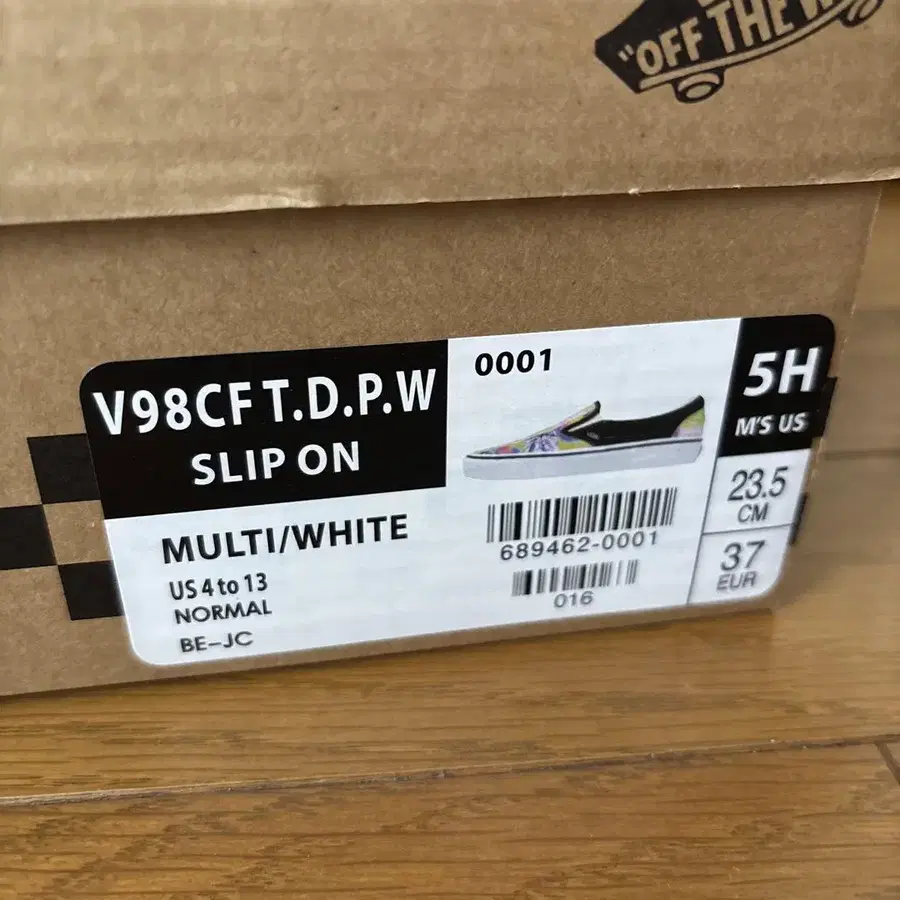 "OFF THE
V98CF T.D.P.W
SLIP ON
0001
5H
M'S US
MULTI/WHITE
US 4 to 13
NORMAL
BE-JC
689462-0001
016
23.5
CM
37
EUR